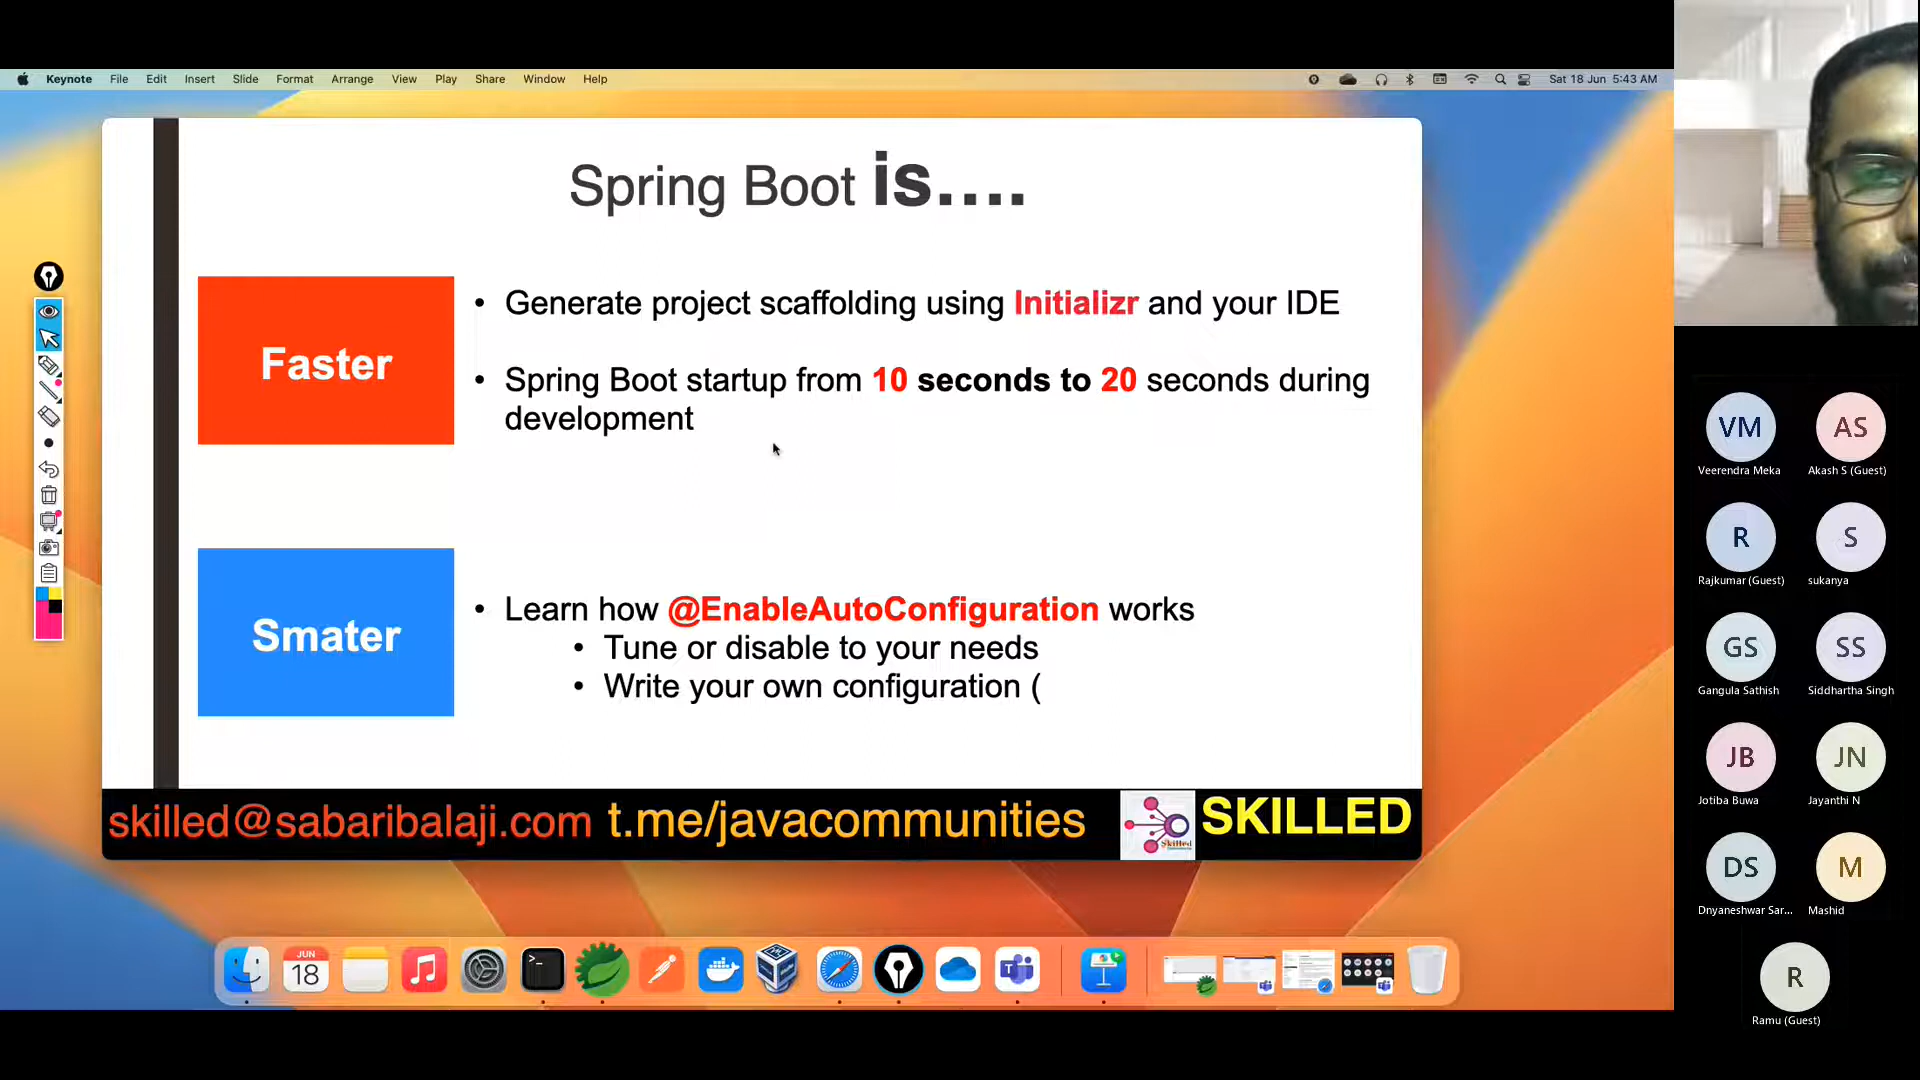 Keynote File Edit Insert Slide Format Arrange View Play Share Window Help
Sat 18 Jun 5:43 AM
Spring Boot is....
Faster
• Generate project scaffolding using Initializr and your IDE
• Spring Boot startup from 10 seconds to 20 seconds during
development
Smater
• Learn how @EnableAutoConfiguration works
• Tune or disable to your needs
• Write your own configuration (
skilled@sabaribalaji.com t.me/javacommunities
Skilled
SKILLED
JUN
18
VM
Veerendra Meka
AS
Akash S (Guest)
R
Rajkumar (Guest)
S
sukanya
GS
Gangula Sathish
SS
Siddhartha Singh
JB
Jotiba Buwa
JN
Jayanthi N
DS
Dnyaneshwar Sar...
M
Mashid
R
Ramu (Guest)